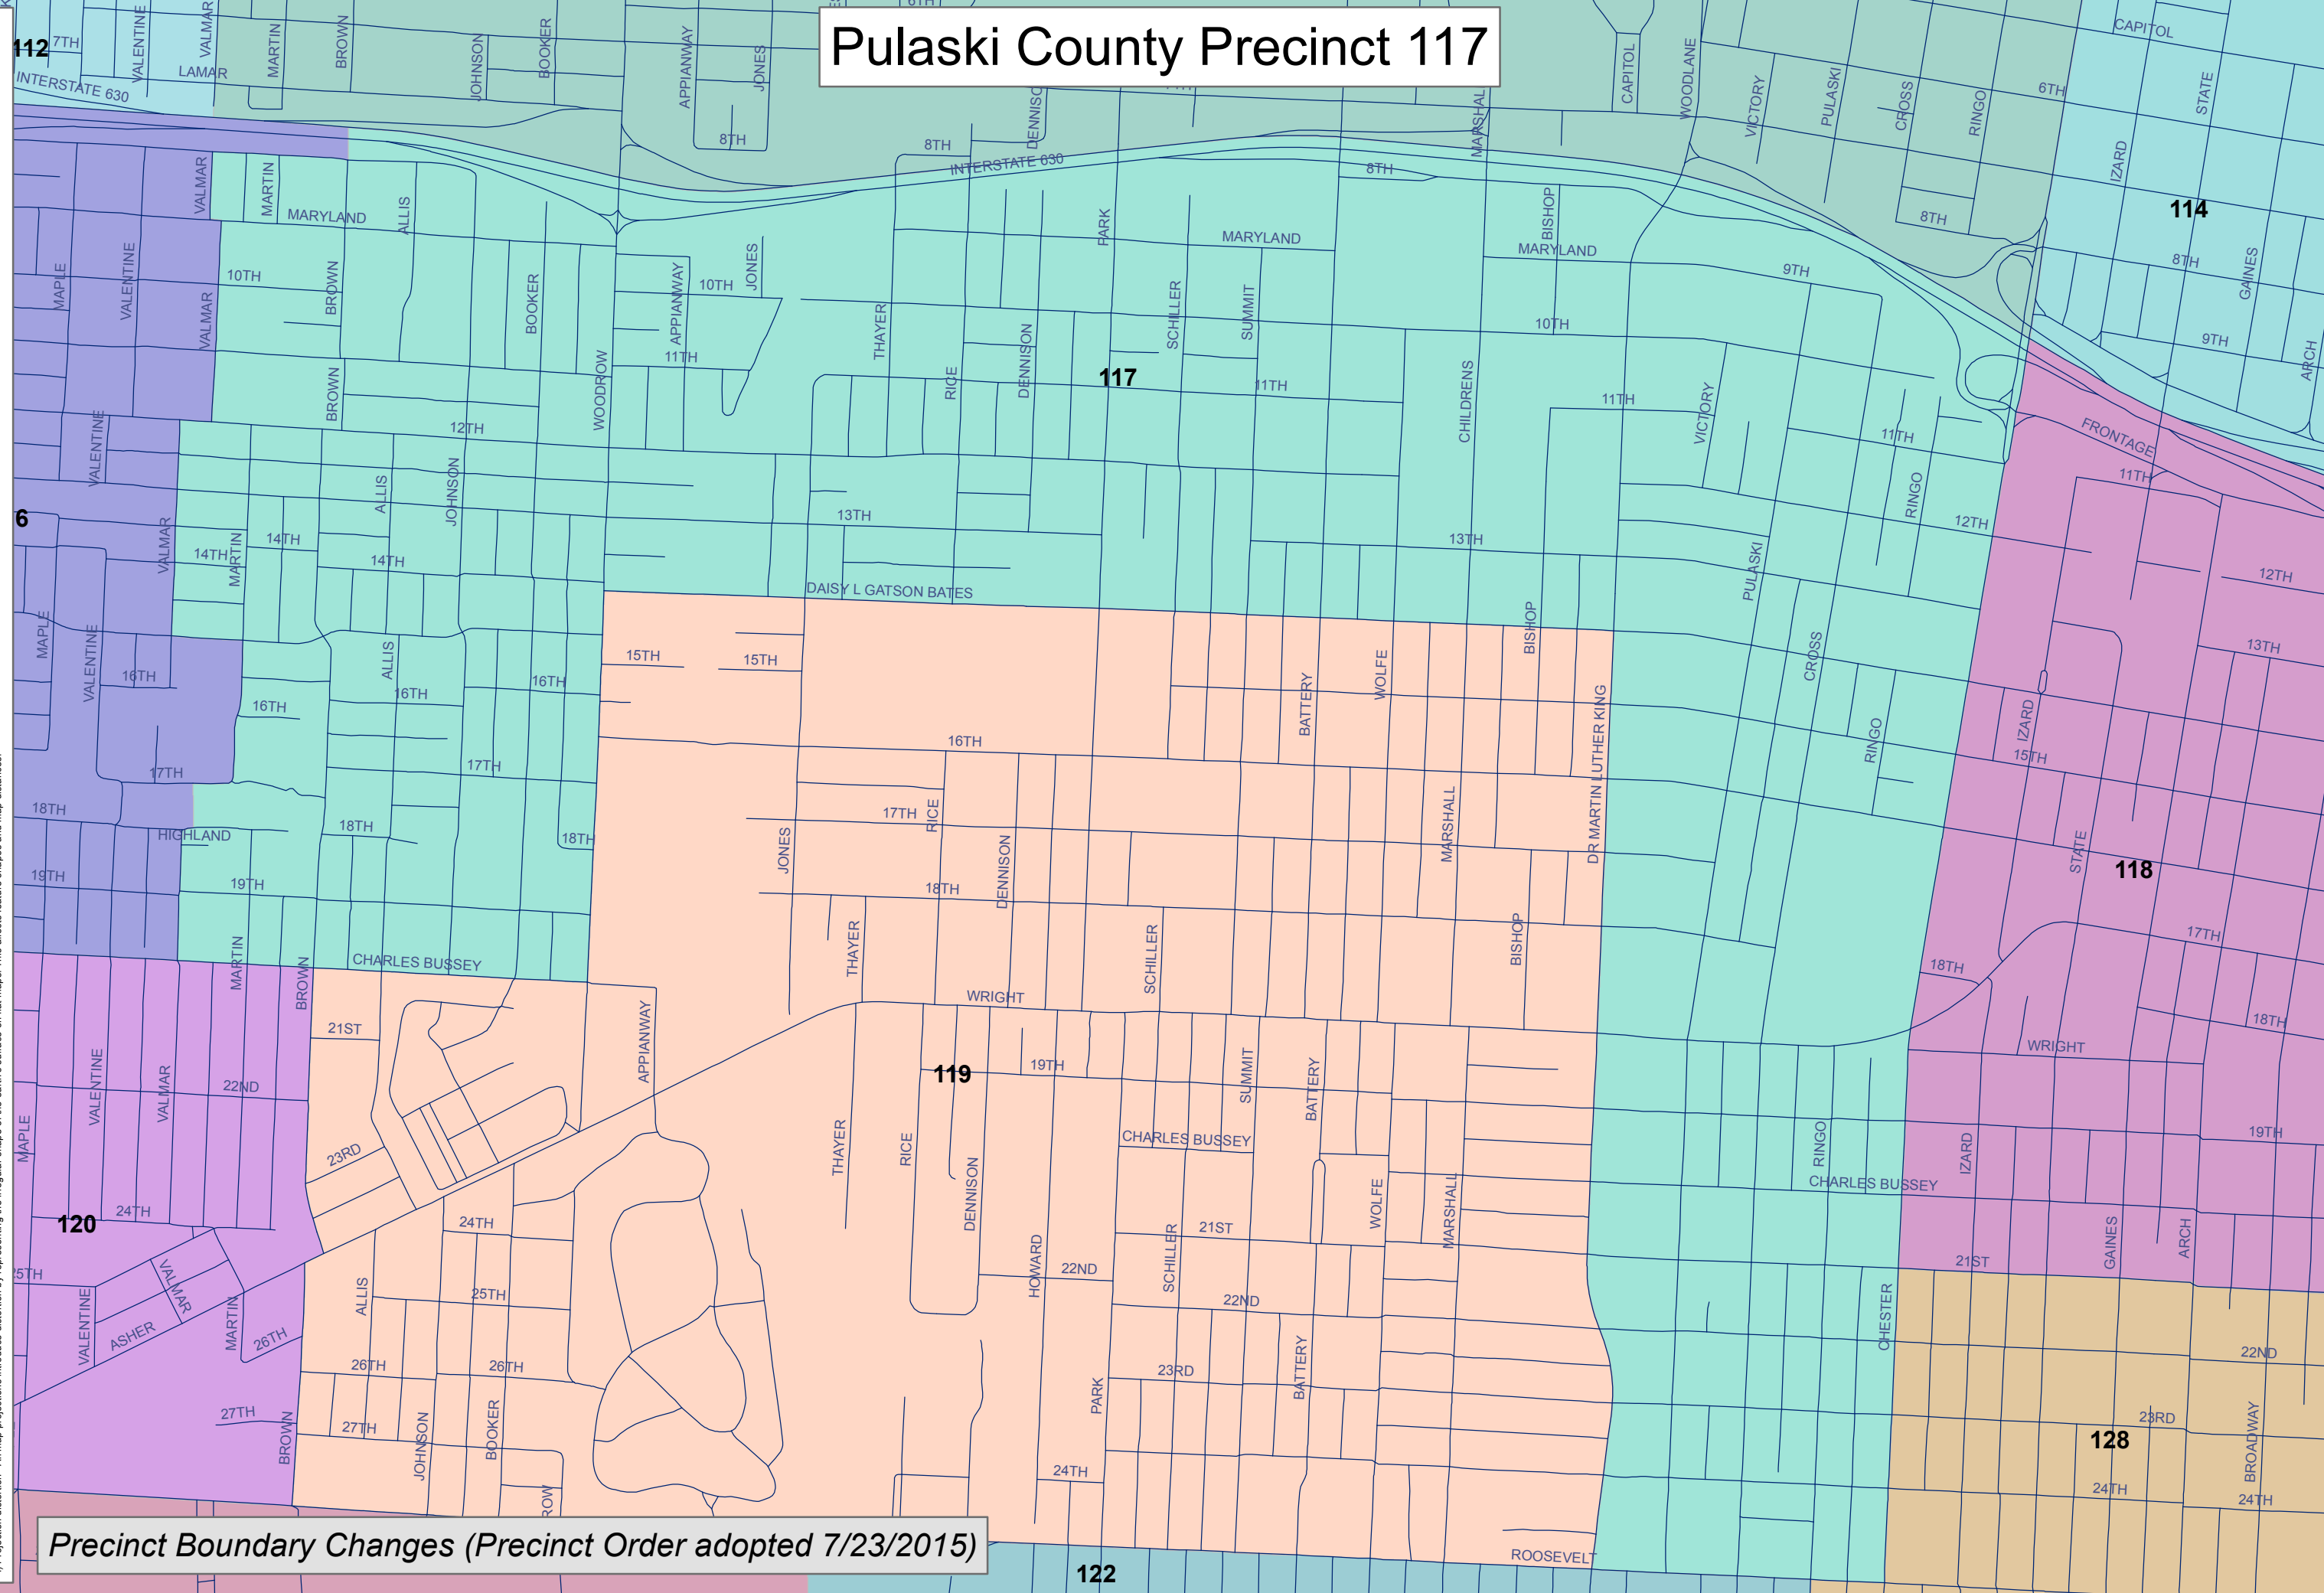 Pulaski County Precinct 117
112
7TH
VALENTINE
VALMAR
MARTIN
BROWN
JOHNSON
BOOKER
APPIANWAY
JONES
6TH
CAPITOL
WOODLANE
CAPITOL
LAMAR
INTERSTATE 630
8TH
8TH
DENNISO
INTERSTATE 630
MARSHAL
8TH
VICTORY
PULASKI
CROSS
RINGO
6TH
STATE
IZARD
114
8TH
8TH
GAINES
9TH
ARCH
VALMAR
MARTIN
MARYLAND
ALLIS
PARK
MARYLAND
BISHOP
MARYLAND
9TH
MAPLE
VALENTINE
10TH
VALMAR
BROWN
BOOKER
APPIANWAY
10TH
JONES
THAYER
SCHILLER
SUMMIT
10TH
BROWN
WOODROW
11TH
RICE
DENNISON
117
11TH
CHILDRENS
11TH
VICTORY
11TH
RINGO
FRONTAGE
11TH
12TH
VALENTINE
ALLIS
JOHNSON
13TH
13TH
12TH
12TH
6
VALMAR
14TH
MARTIN
14TH
14TH
DAISY L GATSON BATES
PULASKI
MAPLE
VALENTINE
16TH
ALLIS
16TH
16TH
16TH
15TH
15TH
BATTERY
WOLFE
BISHOP
CROSS
13TH
17TH
17TH
16TH
DR MARTIN LUTHER KING
RINGO
IZARD
15TH
18TH
HIGHLAND
18TH
18TH
JONES
17TH
RICE
DENNISON
MARSHALL
STATE
118
19TH
19TH
18TH
THAYER
SCHILLER
BISHOP
17TH
MARTIN
BROWN
CHARLES BUSSEY
WRIGHT
18TH
18TH
21ST
APPIANWAY
119
19TH
SUMMIT
BATTERY
WRIGHT
VALENTINE
VALMAR
22ND
MAPLE
23RD
THAYER
RICE
DENNISON
CHARLES BUSSEY
WOLFE
MARSHALL
RINGO
CHARLES BUSSEY
IZARD
19TH
120
24TH
24TH
21ST
HOWARD
SCHILLER
22ND
22ND
GAINES
ARCH
21ST
25TH
VALMAR
VALENTINE
ASHER
MARTIN
26TH
ALLIS
25TH
26TH
26TH
BATTERY
CHESTER
22ND
27TH
BROWN
27TH
JOHNSON
BOOKER
PARK
23RD
23RD
128
BROADWAY
24TH
24TH
24TH
ROW
Precinct Boundary Changes (Precinct Order adopted 7/23/2015)
122
ROOSEVELT